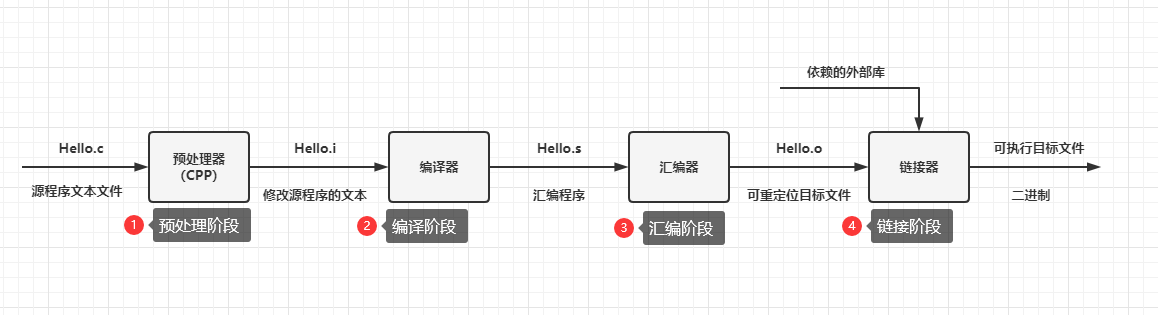 依赖的外部库
Hello.c
预处理器
（CPP）
Hello.i
编译器
Hello.s
汇编器
Hello.o
链接器
可执行目标文件
源程序文本文件
修改源程序的文本
汇编程序
可重定位目标文件
二进制
1 预处理阶段
2 编译阶段
3 汇编阶段
4 链接阶段